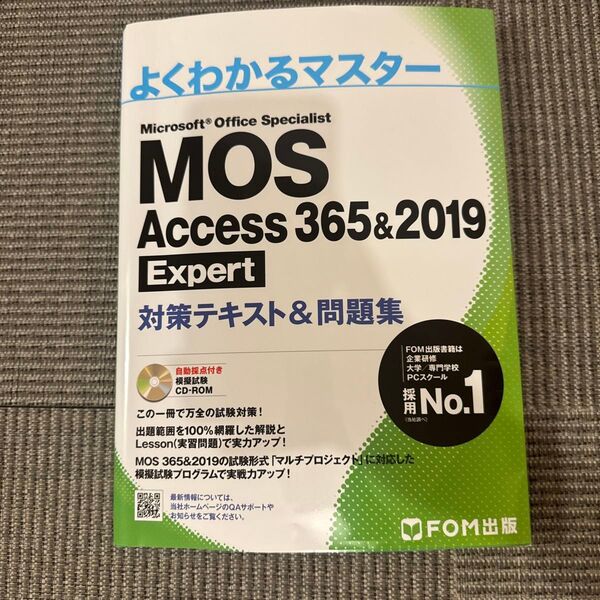 よくわかるマスター
Microsoft® Office Specialist
MOS
Access 365&2019
Expert
対策テキスト&問題集
自動採点付き
模擬試験
CD-ROM
FOM出版書籍は
企業研修
大学/専門学校
PCスクール
採用No.1
(当社調べ)
この一冊で万全の試験対策!
出題範囲を100%網羅した解説と
Lesson(実習問題)で実力アップ!
MOS 365&2019の試験形式「マルチプロジェクト」に対応した
模擬試験プログラムで実戦力アップ!
最新情報については、
当社ホームページのQAサポートや
お知らせをご覧ください。
FOM出版